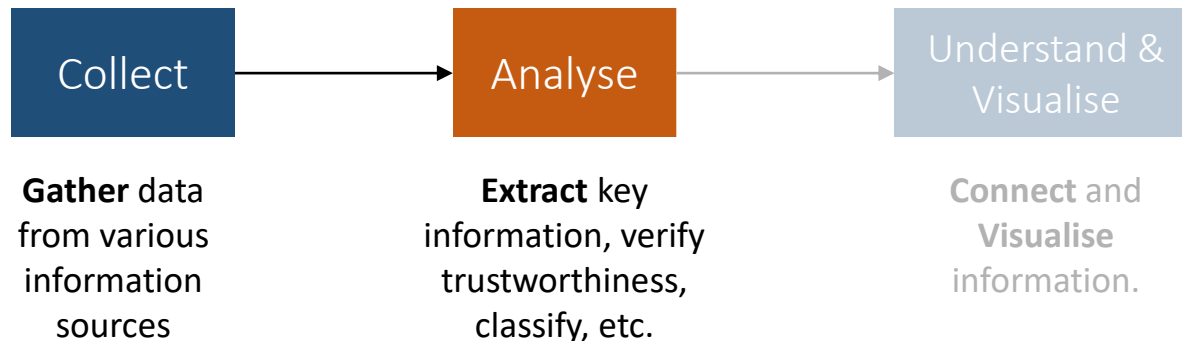 Collect
Analyse
Understand &
Visualise
Gather data
from various
information
sources
Extract key
information, verify
trustworthiness,
classify, etc.
Connect and
Visualise
information.